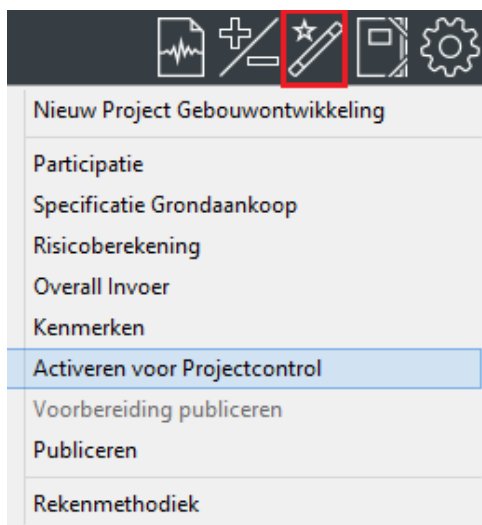 Nieuw Project Gebouwontwikkeling
Participatie
Specificatie Grondaankoop
Risicoberekening
Overall Invoer
Kenmerken
Activeren voor Projectcontrol
Voorbereiding publiceren
Publiceren
Rekenmethodiek